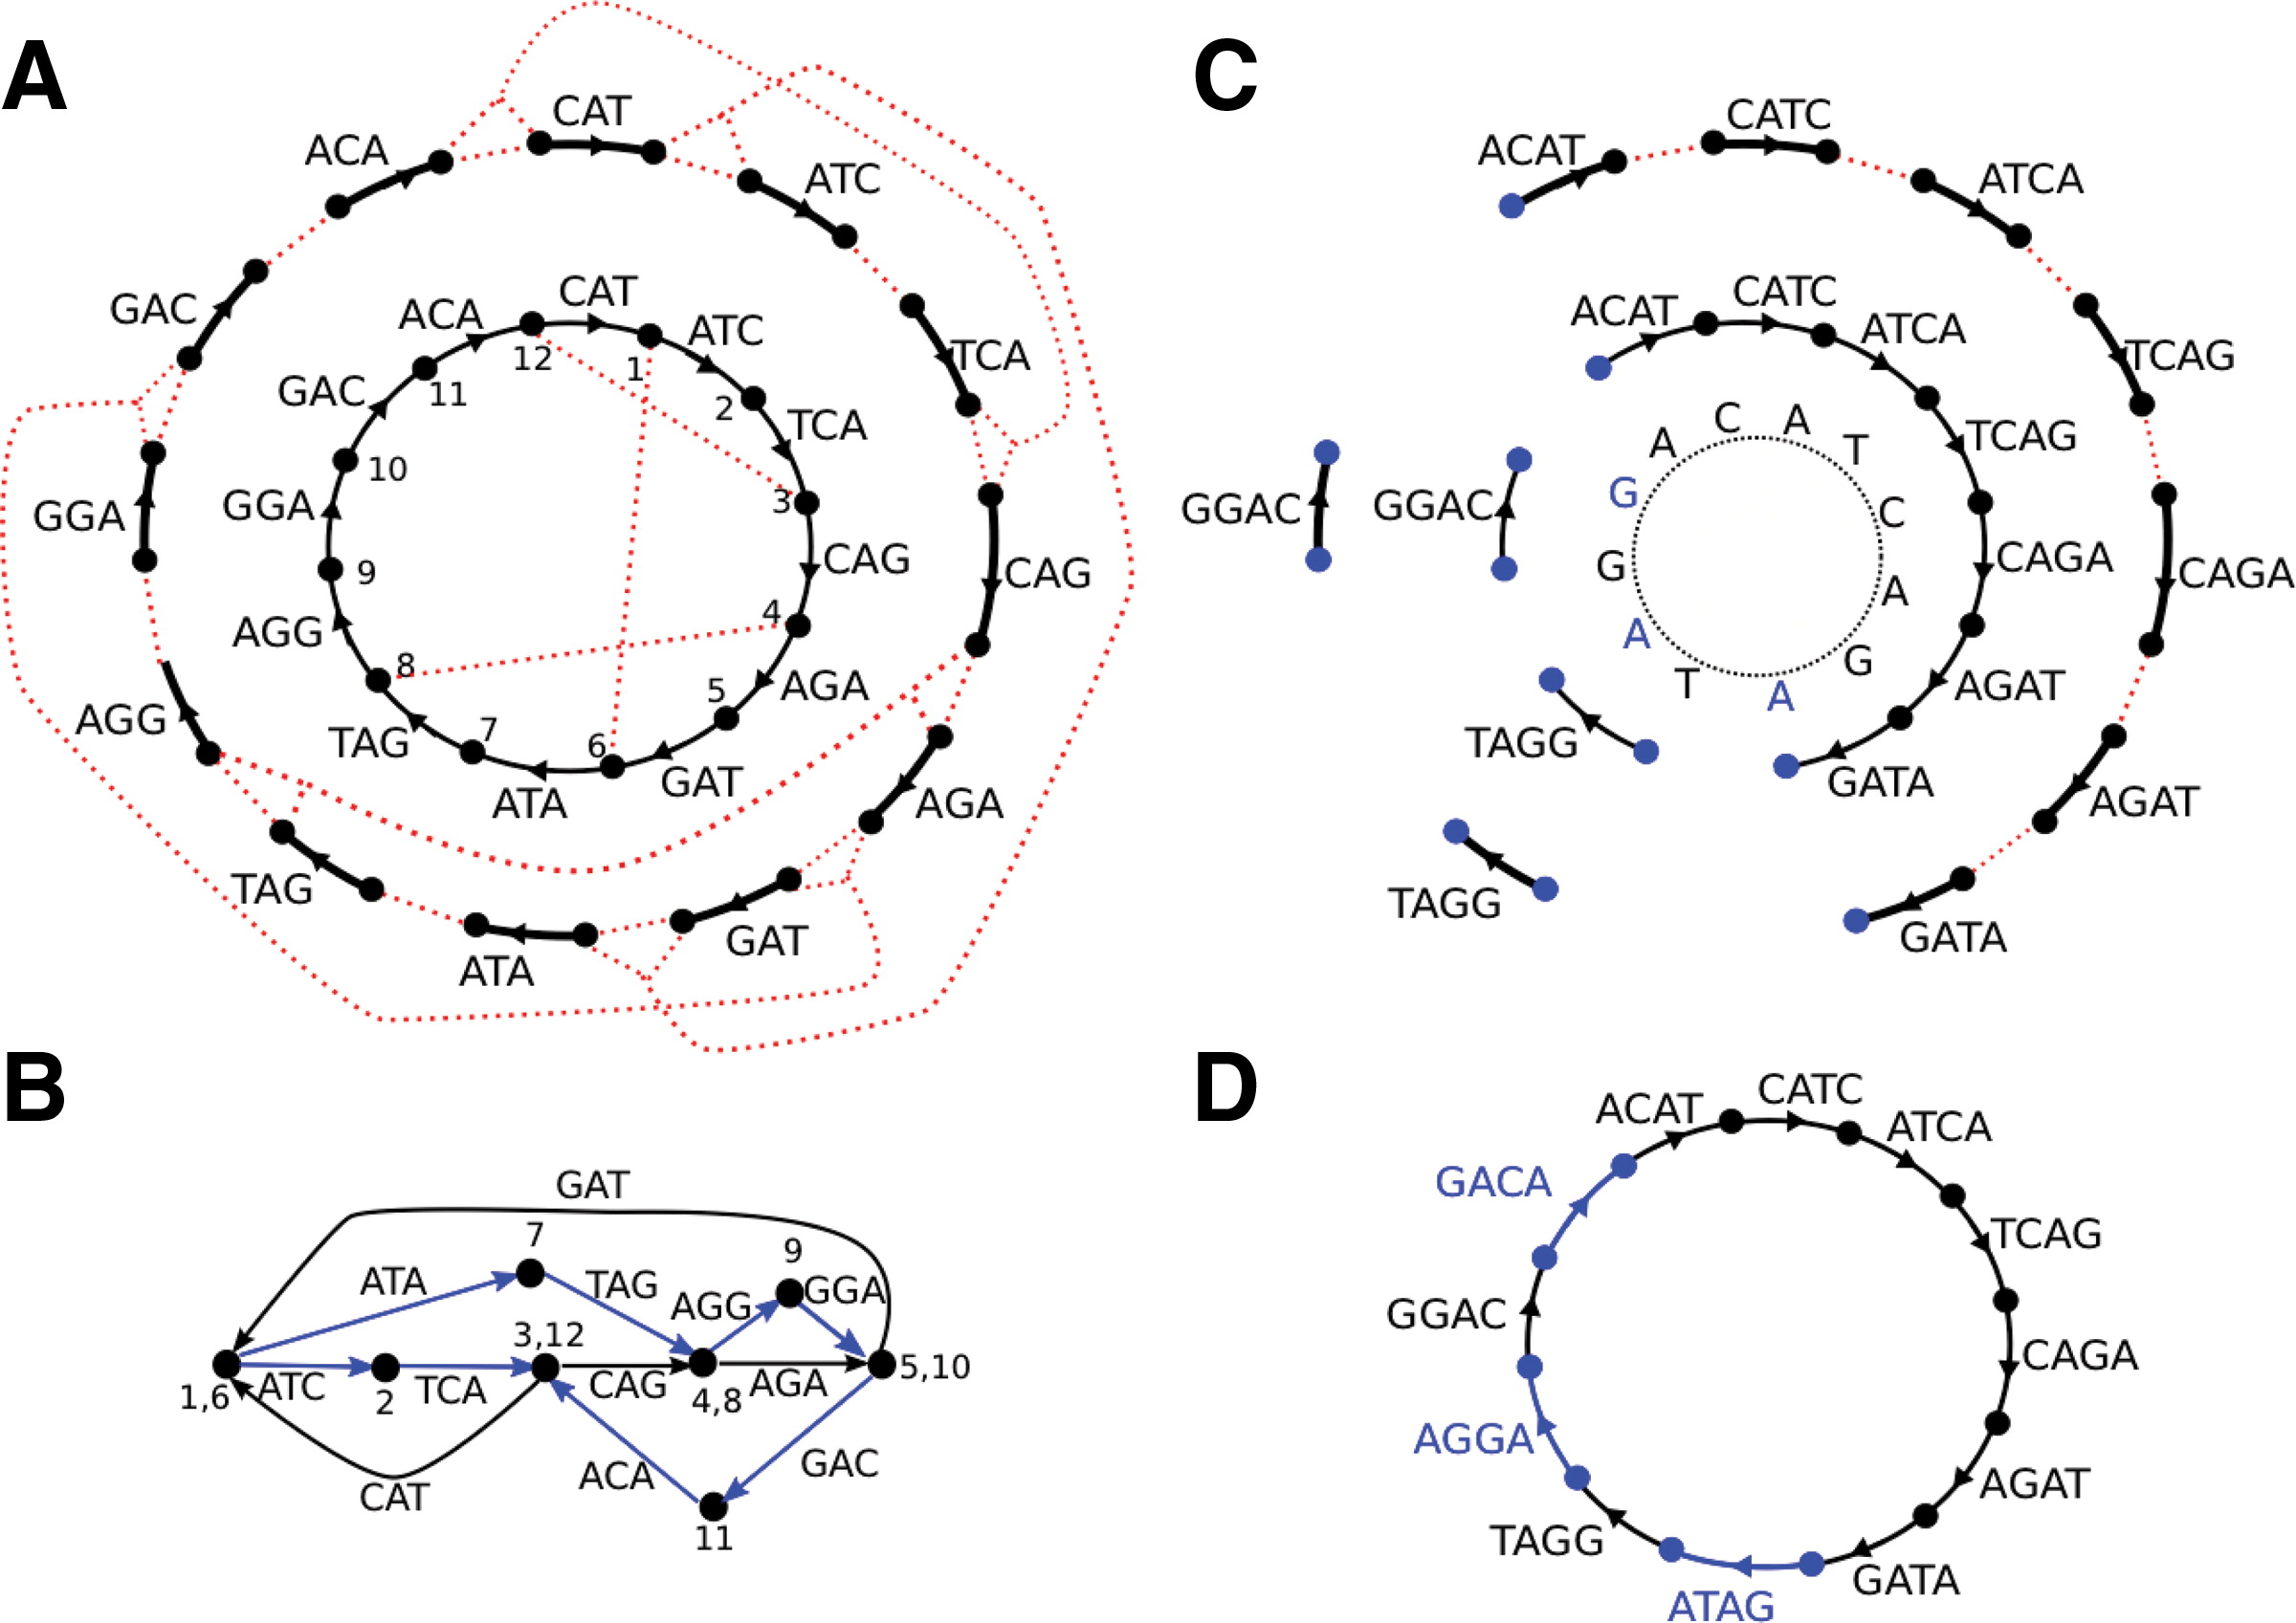 A
CAT
ACA
ATC
GAC
TCA
GGA
CAG
AGG
AGA
TAG
GAT
ATA
CAT
ACA
ATC
12
1
GAC
11
2
TCA
10
3
GGA
CAG
9
4
AGG
8
5
AGA
TAG
7
6
GAT
ATA
B
GAT
7
9
ATA
TAG
AGG
GGA
3,12
1,6
ATC
2
TCA
CAG
4,8
AGA
5,10
ACA
GAC
CAT
11
C
ACAT
CATC
ATCA
TCAG
CAGA
AGAT
GATA
TAGG
GGAC
ACAT
CATC
ATCA
TCAG
CAGA
AGAT
GATA
TAGG
GGAC
C
A
T
C
A
G
A
T
A
G
G
A
D
ACAT
CATC
ATCA
GACA
TCAG
GGAC
CAGA
AGGA
AGAT
TAGG
GATA
ATAG